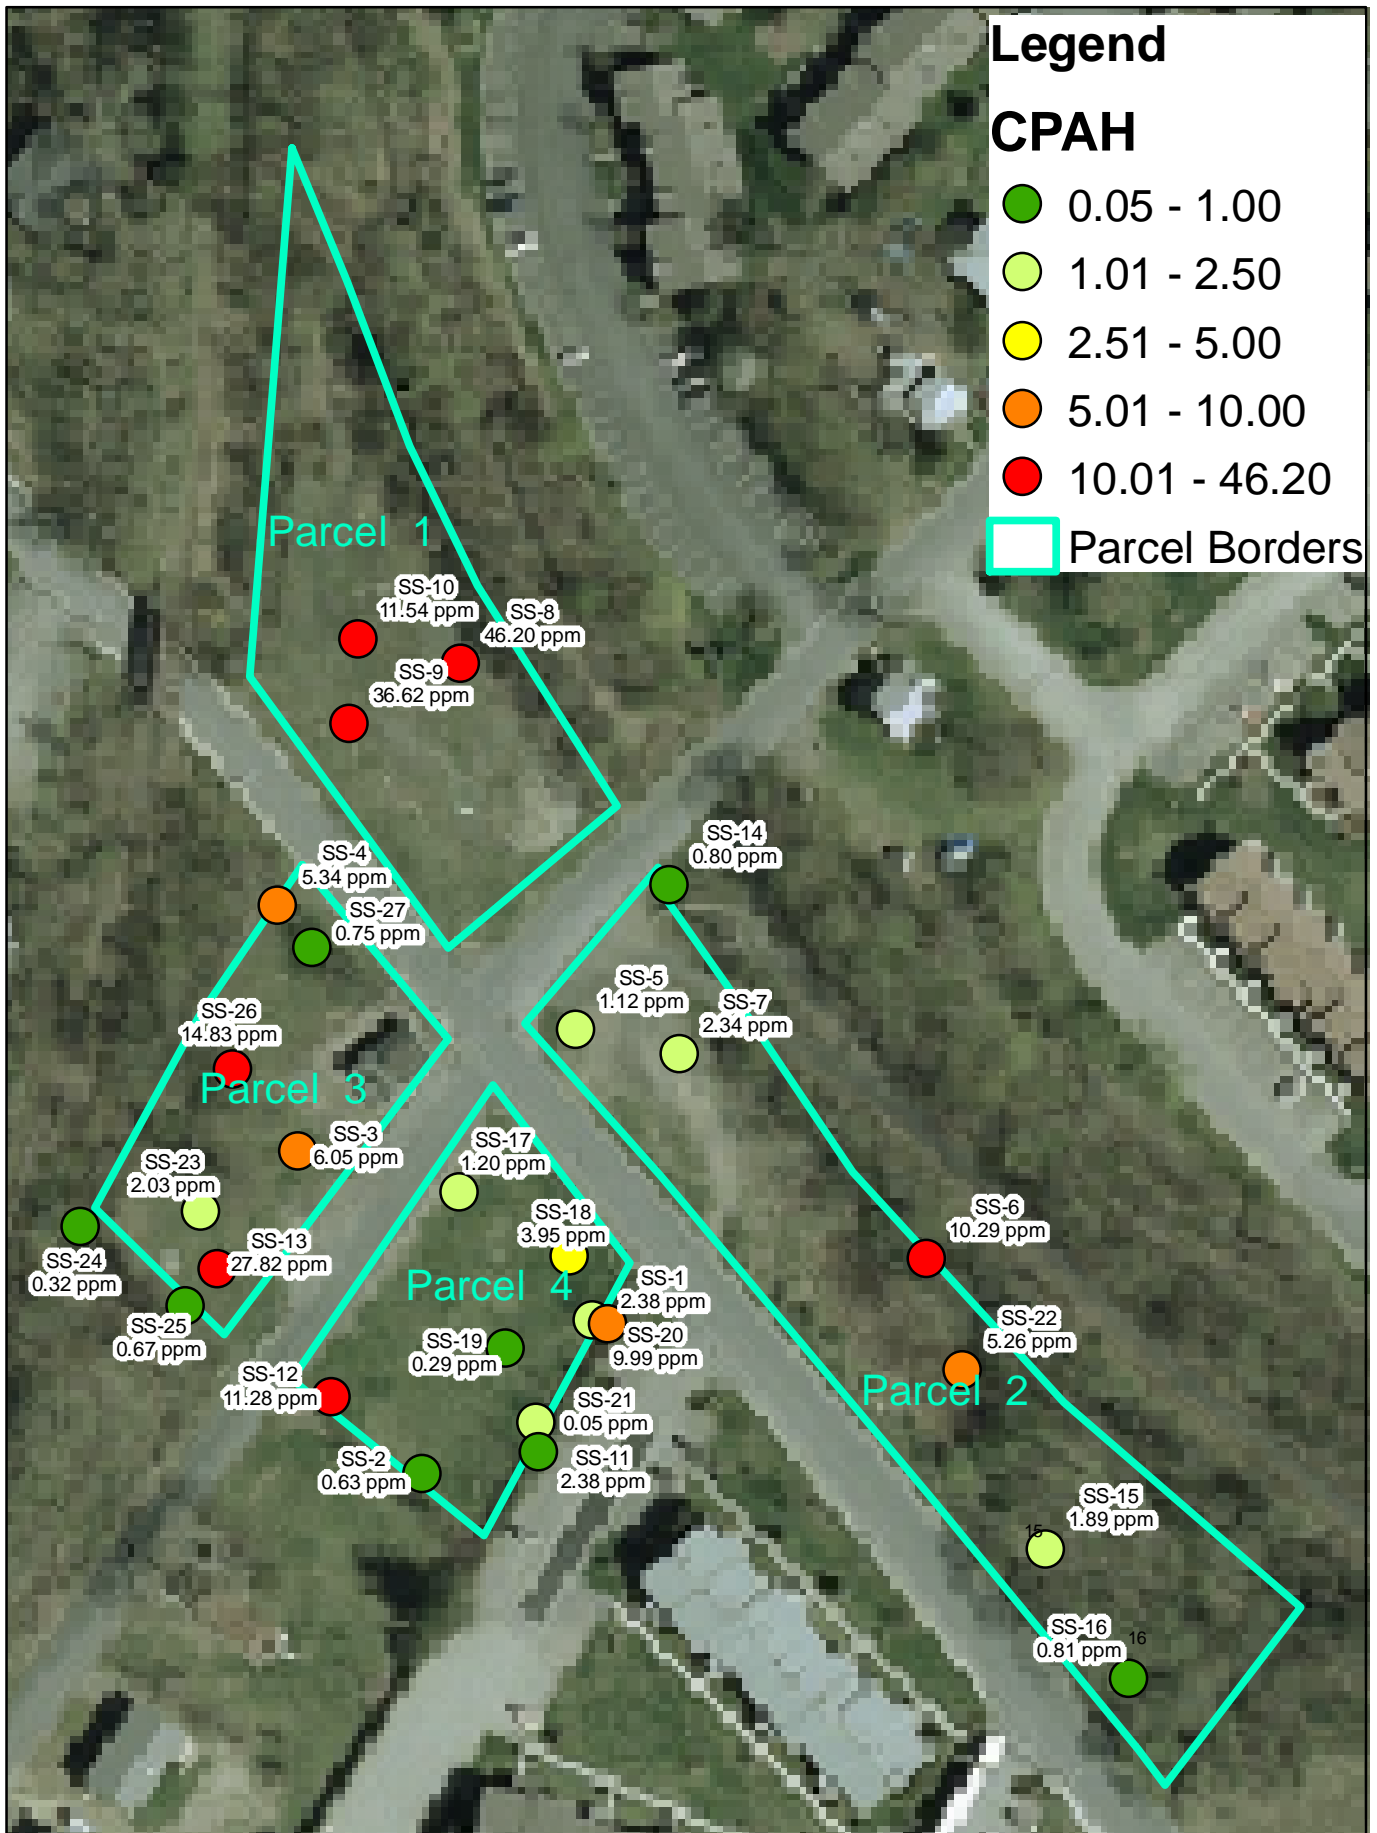 Legend
CPAH
0.05 - 1.00
1.01 - 2.50
2.51 - 5.00
5.01 - 10.00
10.01 - 46.20
Parcel Borders
Parcel 1
SS-10
11.54 ppm
SS-8
46.20 ppm
SS-9
36.62 ppm
SS-14
0.80 ppm
SS-4
5.34 ppm
SS-27
0.75 ppm
SS-5
1.12 ppm
SS-7
2.34 ppm
SS-26
14.83 ppm
Parcel 3
SS-3
6.05 ppm
SS-17
1.20 ppm
SS-23
2.03 ppm
SS-18
3.95 ppm
SS-6
10.29 ppm
SS-13
27.82 ppm
SS-24
0.32 ppm
Parcel 4
SS-1
2.38 ppm
SS-25
0.67 ppm
SS-19
0.29 ppm
SS-20
9.99 ppm
SS-22
5.26 ppm
SS-12
11.28 ppm
Parcel 2
SS-21
0.05 ppm
SS-2
0.63 ppm
SS-11
2.38 ppm
SS-15
1.89 ppm
15
SS-16
0.81 ppm
16